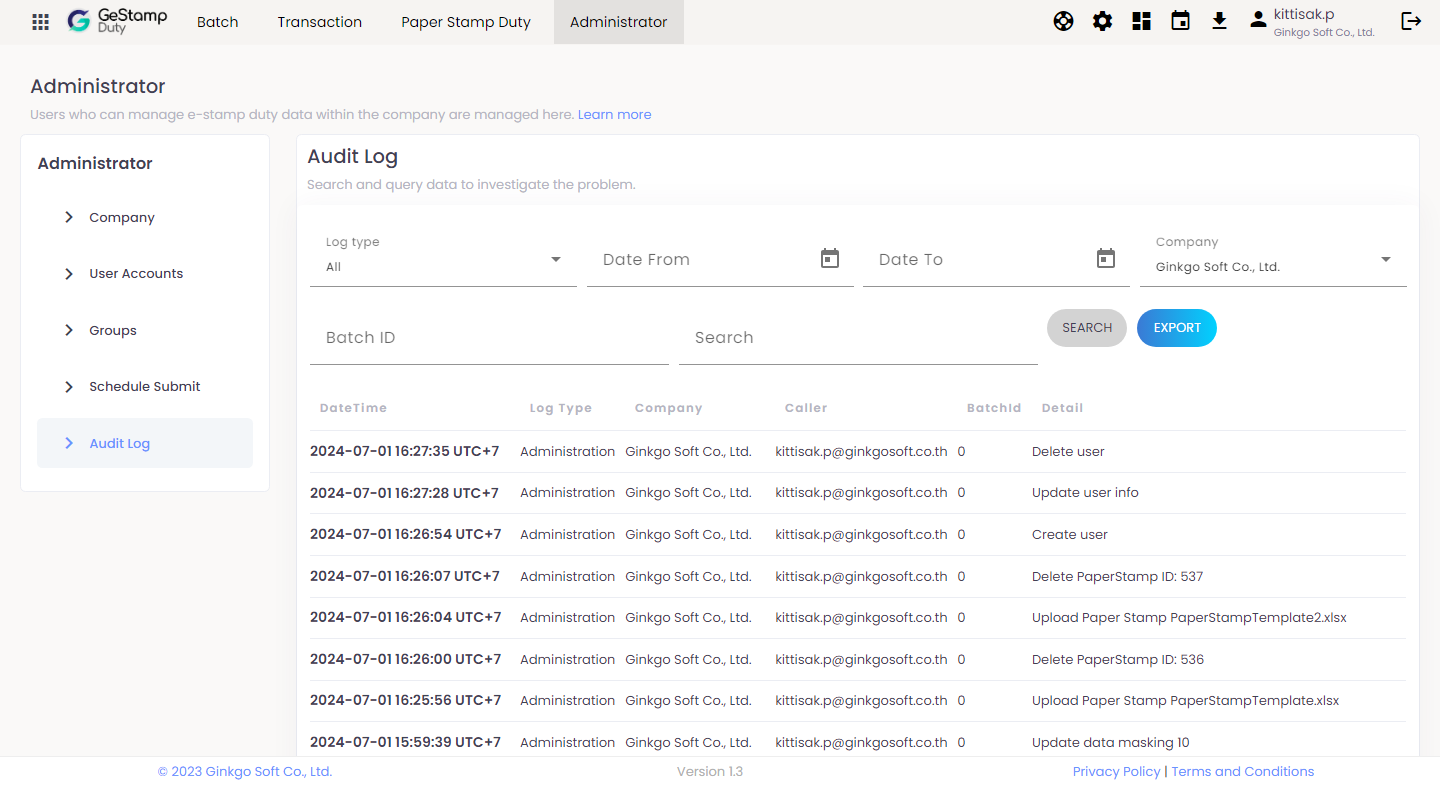 GeStamp Duty Batch Transaction Paper Stamp Duty Administrator kittisak.p
Ginkgo Soft Co., Ltd.
Administrator
Users who can manage e-stamp duty data within the company are managed here. Learn more
Administrator
Company
User Accounts
Groups
Schedule Submit
Audit Log
Audit Log
Search and query data to investigate the problem.
Log type
All
Date From
Date To
Company
Ginkgo Soft Co., Ltd.
Batch ID
Search
SEARCH
EXPORT
DateTime Log Type Company Caller BatchId Detail
2024-07-01 16:27:35 UTC+7 Administration Ginkgo Soft Co., Ltd. kittisak.p@ginkgosoft.co.th 0 Delete user
2024-07-01 16:27:28 UTC+7 Administration Ginkgo Soft Co., Ltd. kittisak.p@ginkgosoft.co.th 0 Update user info
2024-07-01 16:26:54 UTC+7 Administration Ginkgo Soft Co., Ltd. kittisak.p@ginkgosoft.co.th 0 Create user
2024-07-01 16:26:07 UTC+7 Administration Ginkgo Soft Co., Ltd. kittisak.p@ginkgosoft.co.th 0 Delete PaperStamp ID: 537
2024-07-01 16:26:04 UTC+7 Administration Ginkgo Soft Co., Ltd. kittisak.p@ginkgosoft.co.th 0 Upload Paper Stamp PaperStampTemplate2.xlsx
2024-07-01 16:26:00 UTC+7 Administration Ginkgo Soft Co., Ltd. kittisak.p@ginkgosoft.co.th 0 Delete PaperStamp ID: 536
2024-07-01 16:25:56 UTC+7 Administration Ginkgo Soft Co., Ltd. kittisak.p@ginkgosoft.co.th 0 Upload Paper Stamp PaperStampTemplate.xlsx
2024-07-01 15:59:39 UTC+7 Administration Ginkgo Soft Co., Ltd. kittisak.p@ginkgosoft.co.th 0 Update data masking 10
© 2023 Ginkgo Soft Co., Ltd. Version 1.3 Privacy Policy | Terms and Conditions